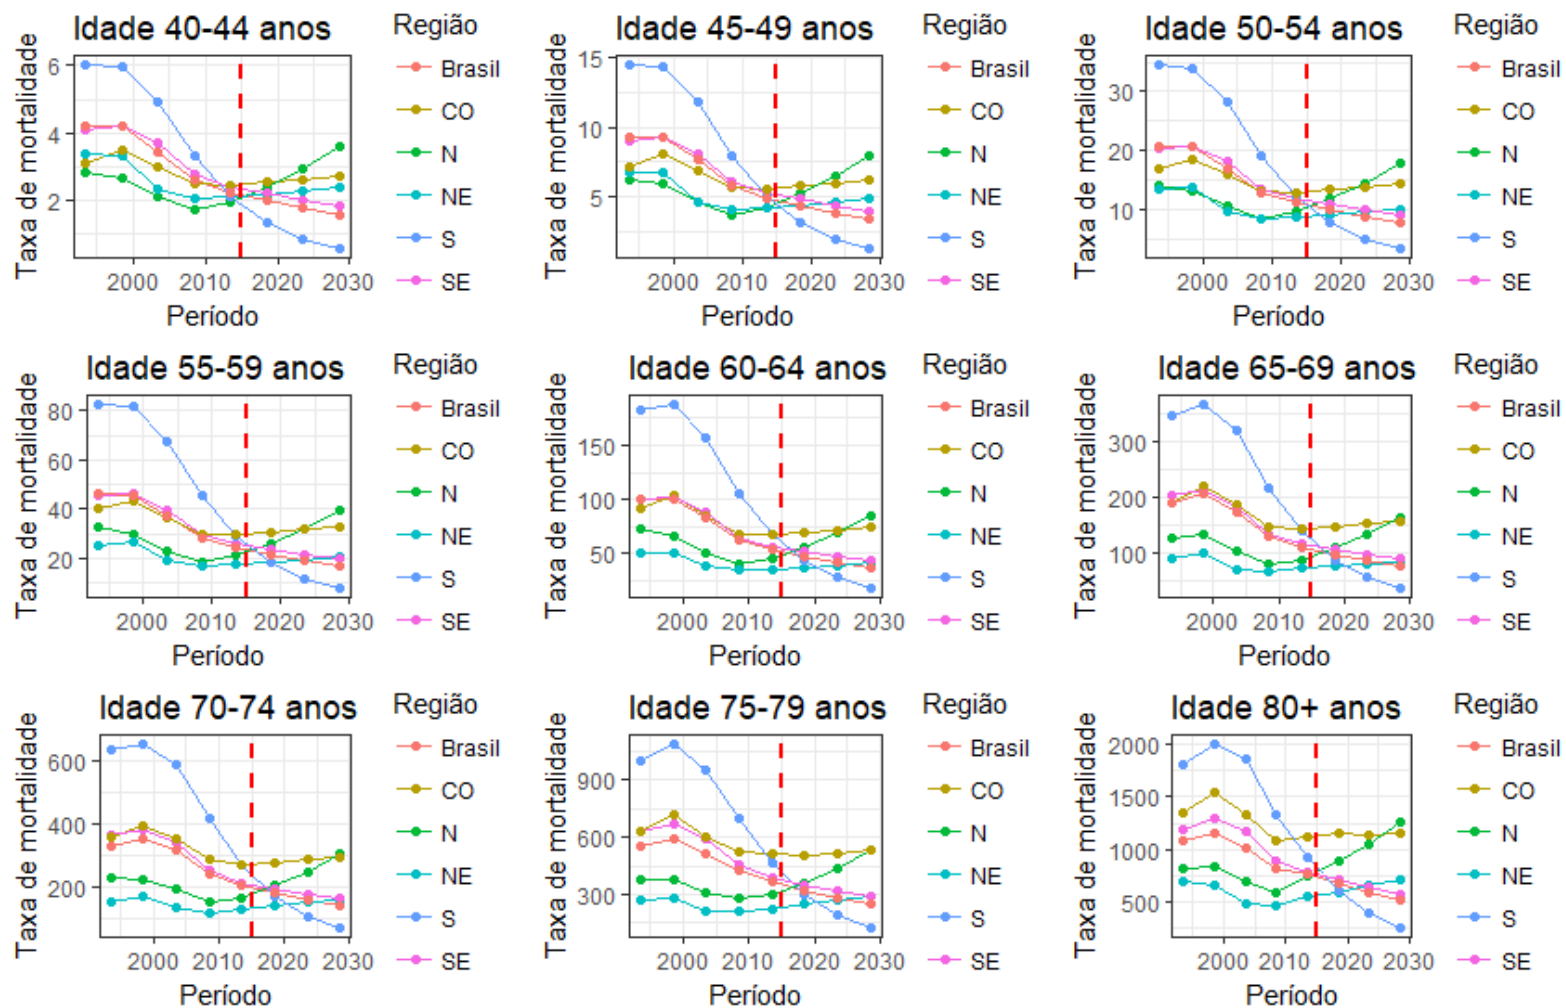 Idade 40-44 anos
Taxa de mortalidade
6
4
2
2000 2010 2020 2030
Período
Região
Brasil
CO
N
NE
S
SE
Idade 45-49 anos
Taxa de mortalidade
15
10
5
2000 2010 2020 2030
Período
Região
Brasil
CO
N
NE
S
SE
Idade 50-54 anos
Taxa de mortalidade
30
20
10
2000 2010 2020 2030
Período
Região
Brasil
CO
N
NE
S
SE
Idade 55-59 anos
Taxa de mortalidade
80
60
40
20
2000 2010 2020 2030
Período
Região
Brasil
CO
N
NE
S
SE
Idade 60-64 anos
Taxa de mortalidade
150
100
50
2000 2010 2020 2030
Período
Região
Brasil
CO
N
NE
S
SE
Idade 65-69 anos
Taxa de mortalidade
300
200
100
2000 2010 2020 2030
Período
Região
Brasil
CO
N
NE
S
SE
Idade 70-74 anos
Taxa de mortalidade
600
400
200
2000 2010 2020 2030
Período
Região
Brasil
CO
N
NE
S
SE
Idade 75-79 anos
Taxa de mortalidade
900
600
300
2000 2010 2020 2030
Período
Região
Brasil
CO
N
NE
S
SE
Idade 80+ anos
Taxa de mortalidade
2000
1500
1000
500
2000 2010 2020 2030
Período
Região
Brasil
CO
N
NE
S
SE